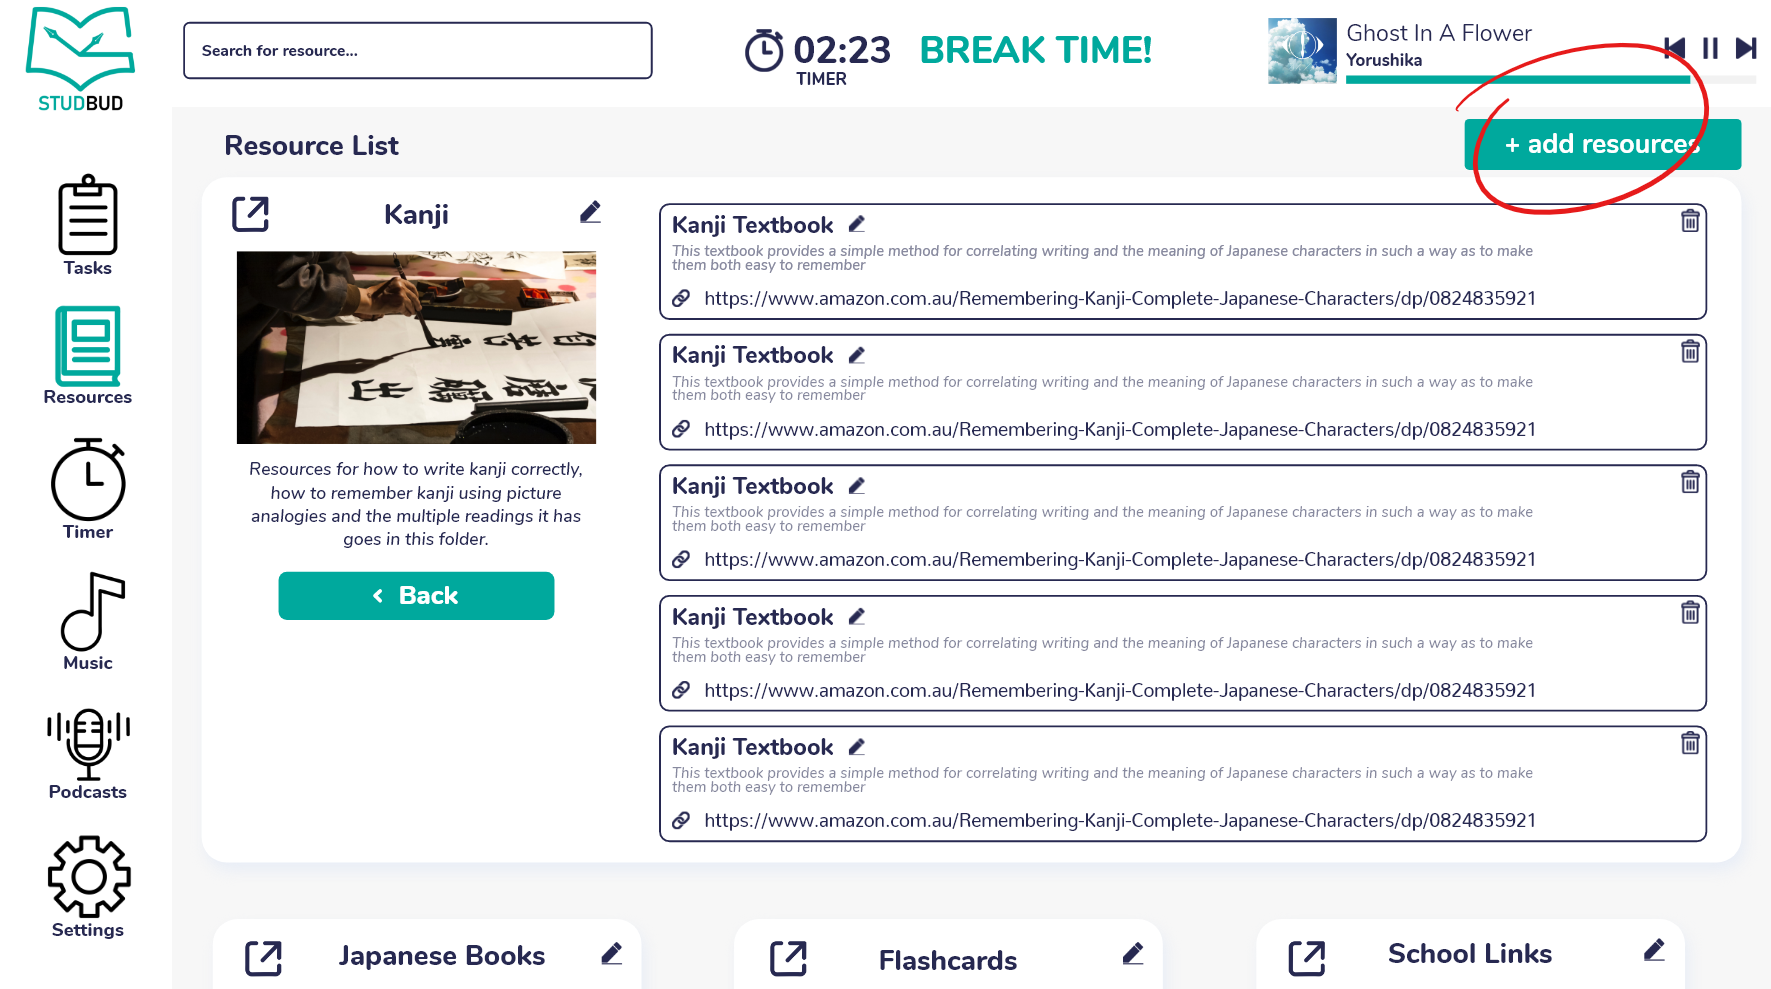 STUDBUD
Search for resource...
02:23
TIMER
BREAK TIME!
Ghost In A Flower
Yorushika
Tasks
Resources
Timer
Music
Podcasts
Settings
Resource List
+ add resources
Kanji
Resources for how to write kanji correctly,
how to remember kanji using picture
analogies and the multiple readings it has
goes in this folder.
Back
Kanji Textbook
This textbook provides a simple method for correlating writing and the meaning of Japanese characters in such a way as to make
them both easy to remember
https://www.amazon.com.au/Remembering-Kanji-Complete-Japanese-Characters/dp/0824835921
Kanji Textbook
This textbook provides a simple method for correlating writing and the meaning of Japanese characters in such a way as to make
them both easy to remember
https://www.amazon.com.au/Remembering-Kanji-Complete-Japanese-Characters/dp/0824835921
Kanji Textbook
This textbook provides a simple method for correlating writing and the meaning of Japanese characters in such a way as to make
them both easy to remember
https://www.amazon.com.au/Remembering-Kanji-Complete-Japanese-Characters/dp/0824835921
Kanji Textbook
This textbook provides a simple method for correlating writing and the meaning of Japanese characters in such a way as to make
them both easy to remember
https://www.amazon.com.au/Remembering-Kanji-Complete-Japanese-Characters/dp/0824835921
Kanji Textbook
This textbook provides a simple method for correlating writing and the meaning of Japanese characters in such a way as to make
them both easy to remember
https://www.amazon.com.au/Remembering-Kanji-Complete-Japanese-Characters/dp/0824835921
Japanese Books
Flashcards
School Links